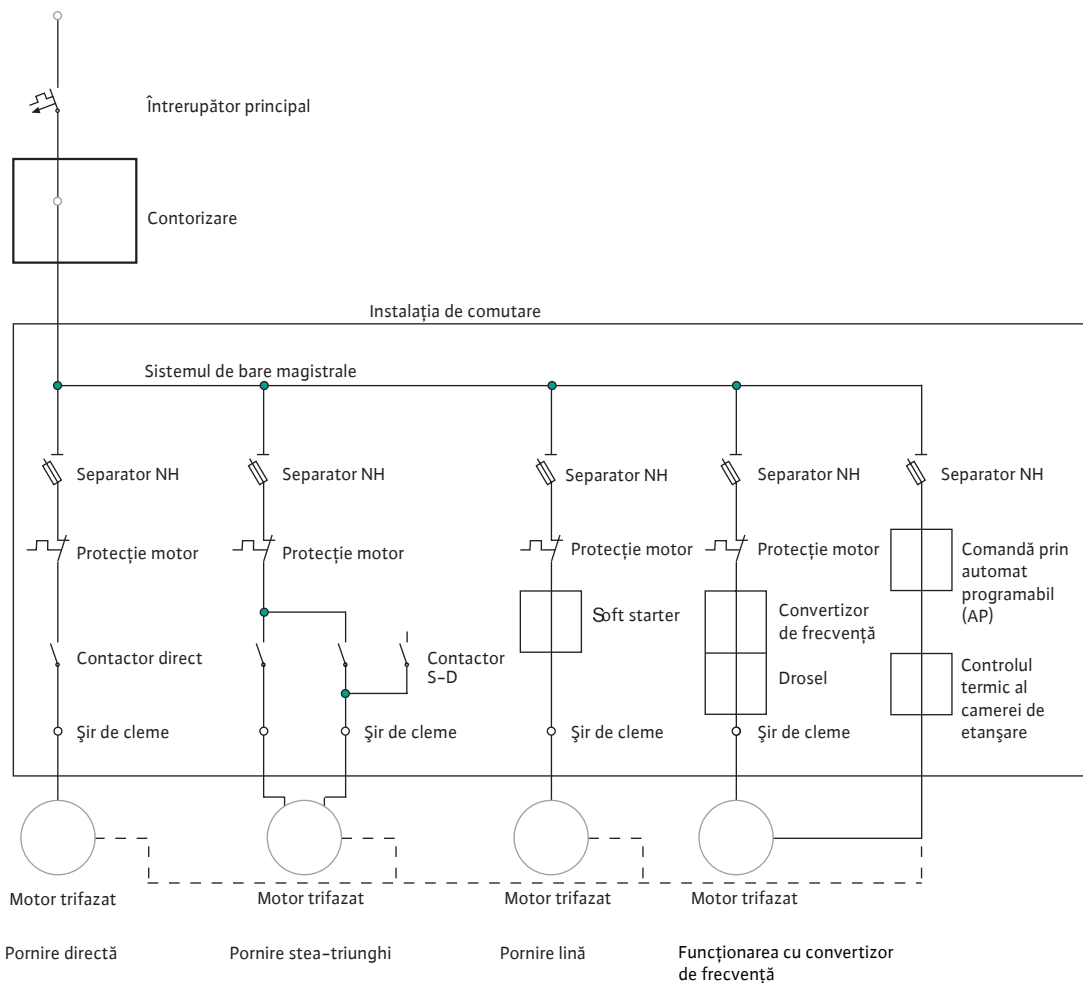 Întrerupător principal
Contorizare
Instalația de comutare
Sistemul de bare magistrale
Separator NH
Separator NH
Separator NH
Separator NH
Separator NH
Protecție motor
Protecție motor
Protecție motor
Protecție motor
Comandă prin
automat
programabil
(AP)
Soft starter
Convertizor
de frecvență
Contactor direct
Contactor
S-D
Drosel
Controlul
termic al
camerei de
etanşare
Şir de cleme
Şir de cleme
Şir de cleme
Şir de cleme
Motor trifazat
Motor trifazat
Motor trifazat
Motor trifazat
Pornire directă
Pornire stea-triunghi
Pornire lină
Funcționarea cu convertizor
de frecvență